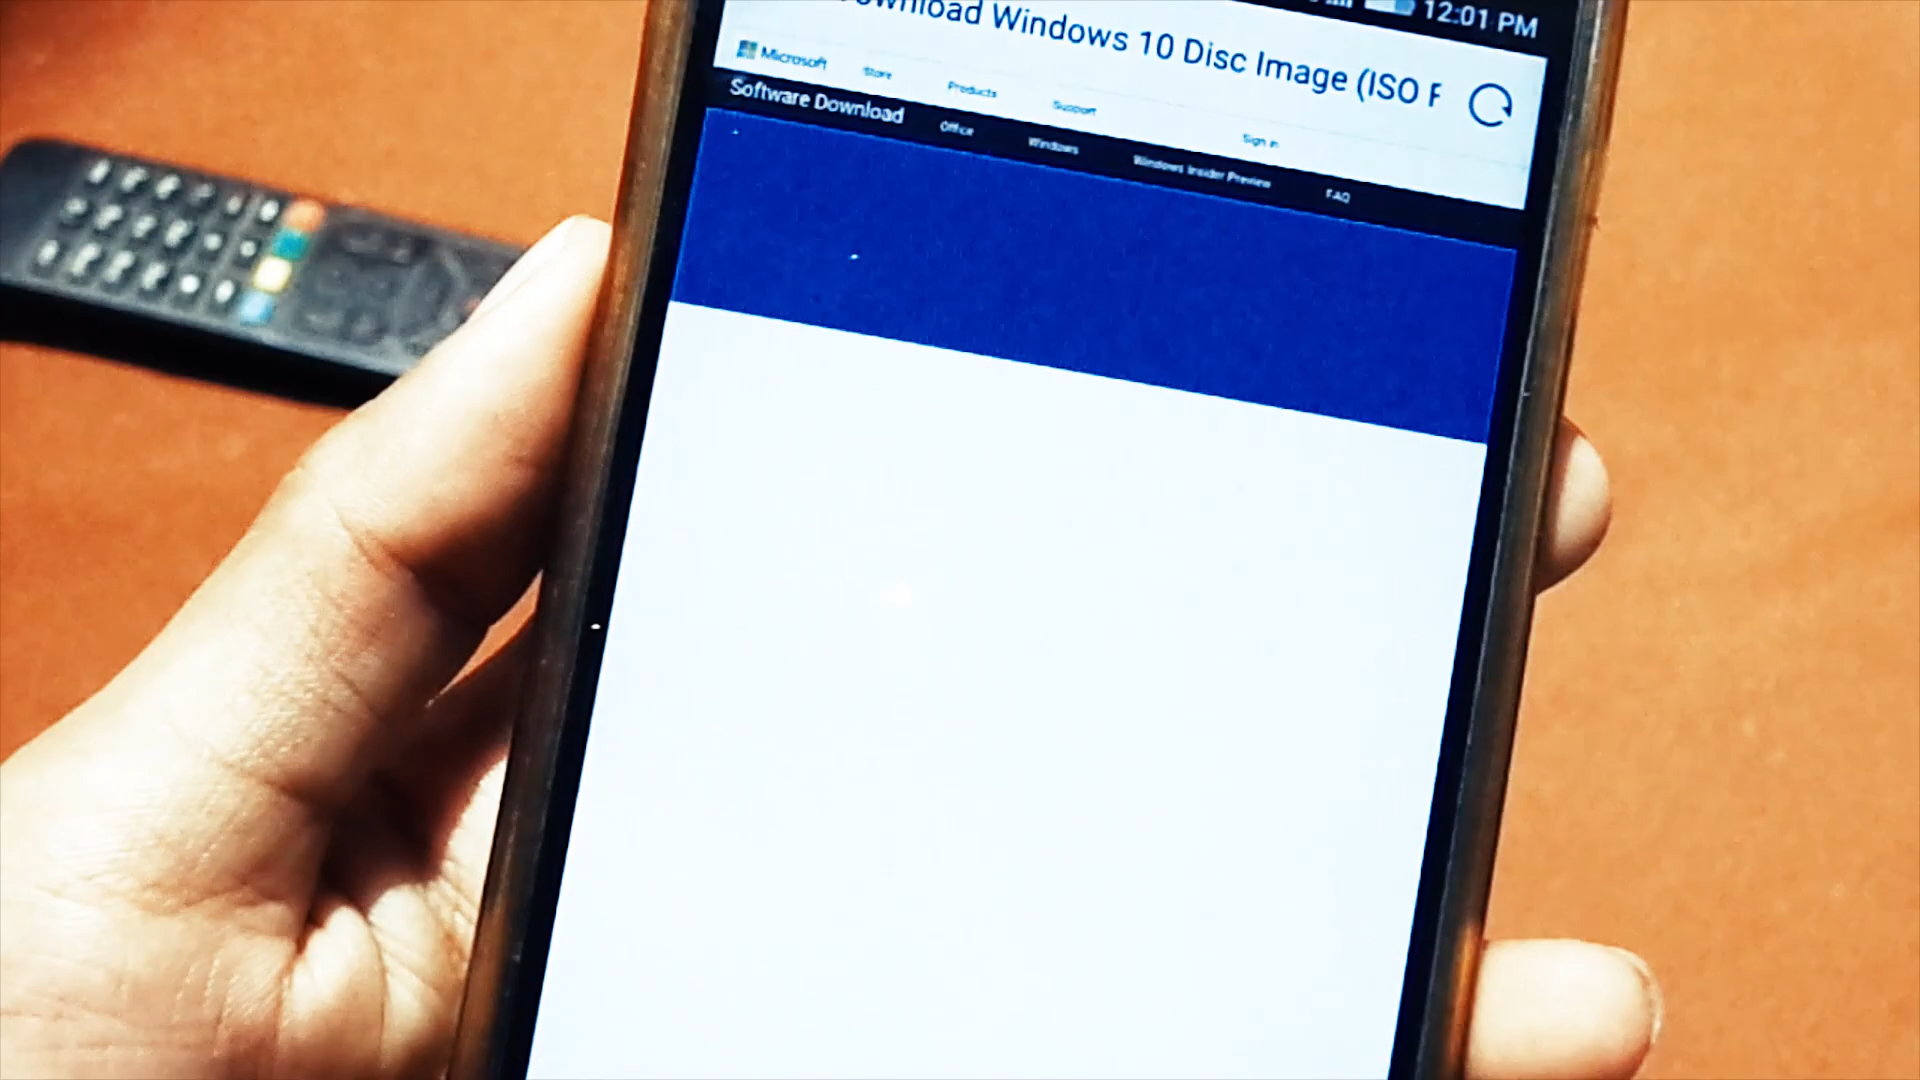 12:01 PM
ownload Windows 10 Disc Image (ISO F
Microsoft Store Products Support Sign in
Software Download Office Windows Windows Insider Preview FAQ